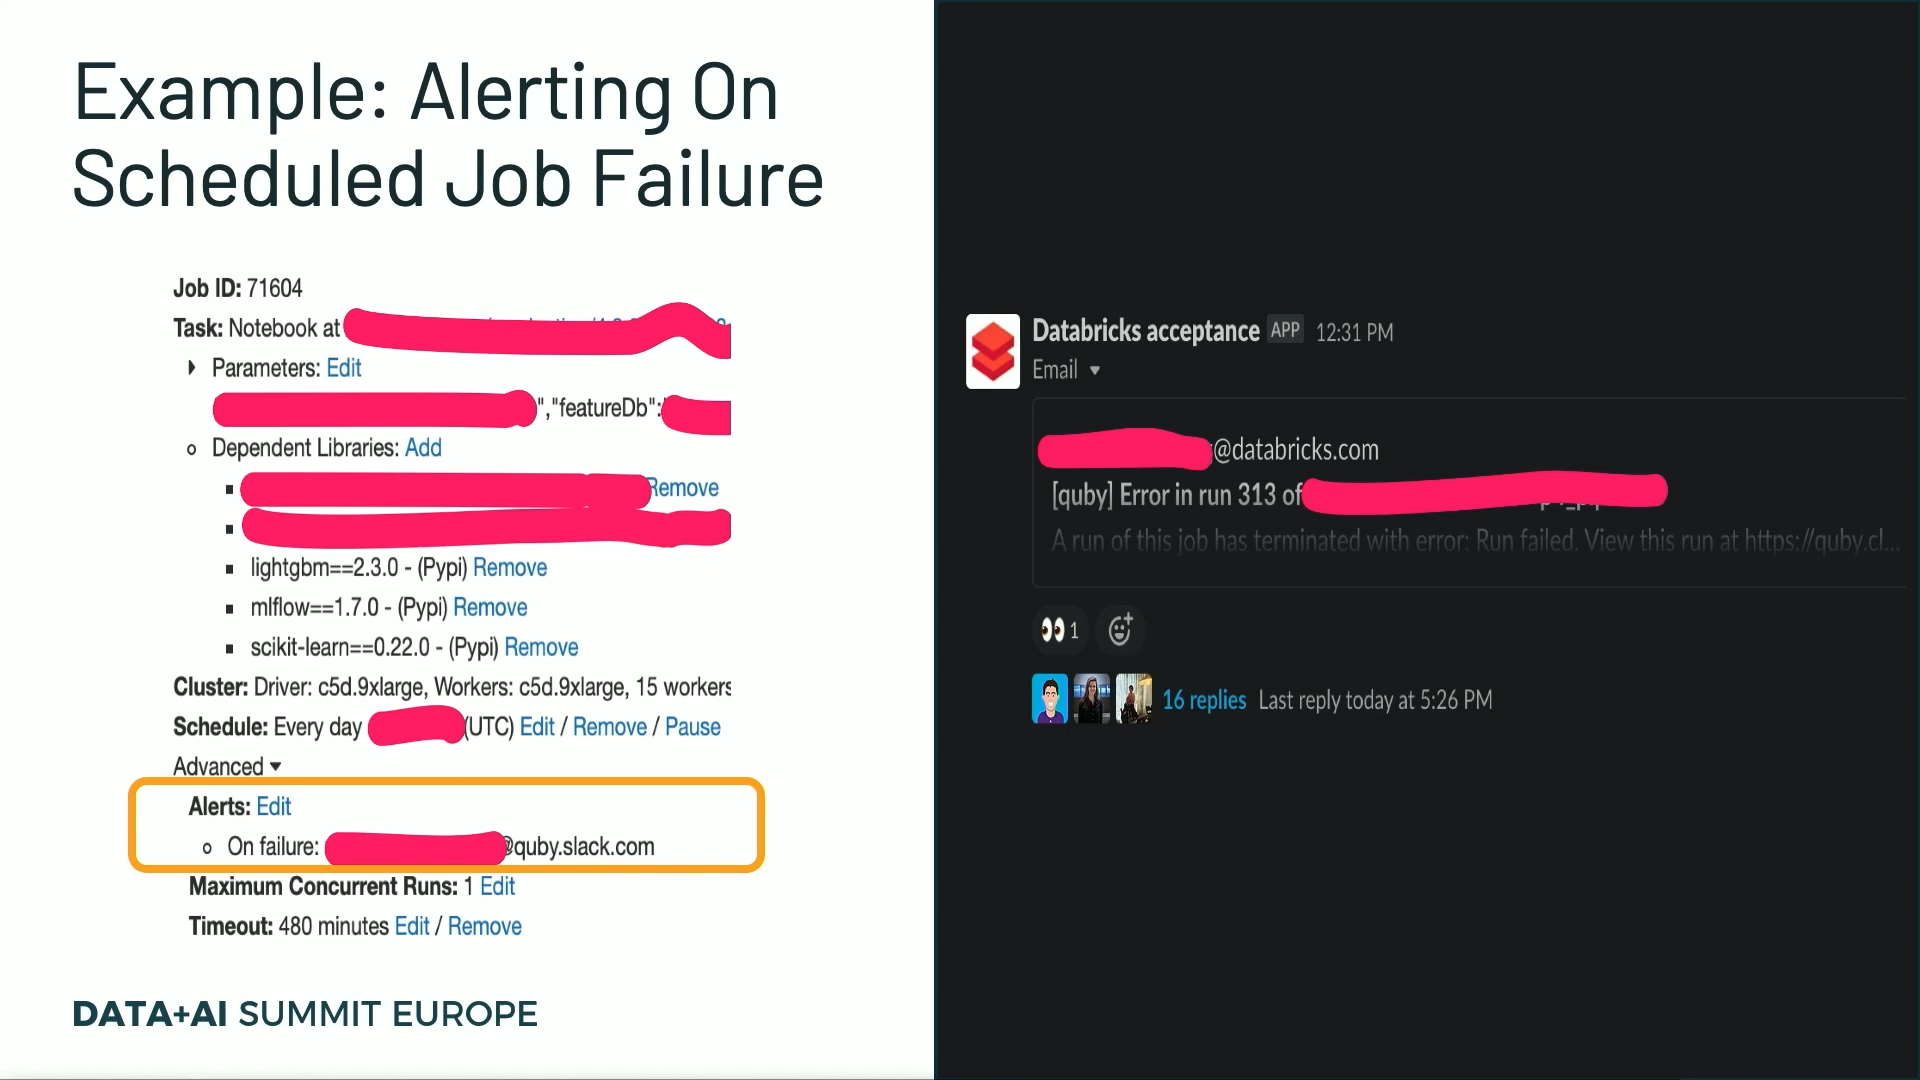 Example: Alerting On
Scheduled Job Failure
Job ID: 71604
Task: Notebook at
Parameters: Edit
","featureDb":
Dependent Libraries: Add
Remove
lightgbm==2.3.0 - (Pypi) Remove
mlflow==1.7.0 - (Pypi) Remove
scikit-learn==0.22.0 - (Pypi) Remove
Cluster: Driver: c5d.9xlarge, Workers: c5d.9xlarge, 15 workers
Schedule: Every day (UTC) Edit / Remove / Pause
Advanced
Alerts: Edit
On failure: @quby.slack.com
Maximum Concurrent Runs: 1 Edit
Timeout: 480 minutes Edit / Remove
DATA+AI SUMMIT EUROPE
Databricks acceptance APP 12:31 PM
Email
@databricks.com
[quby] Error in run 313 of
A run of this job has terminated with error: Run failed. View this run at https://quby.cl...
1
16 replies Last reply today at 5:26 PM